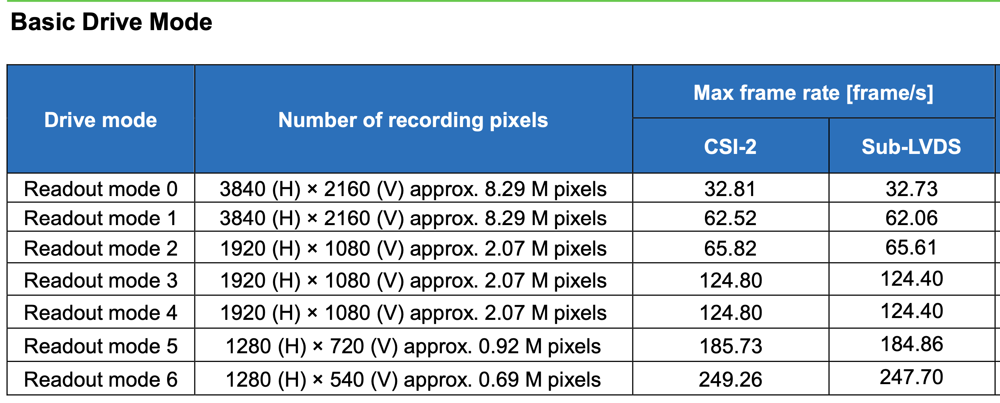 Basic Drive Mode
Drive mode Number of recording pixels Max frame rate [frame/s]
CSI-2 Sub-LVDS
Readout mode 0 3840 (H) × 2160 (V) approx. 8.29 M pixels 32.81 32.73
Readout mode 1 3840 (H) × 2160 (V) approx. 8.29 M pixels 62.52 62.06
Readout mode 2 1920 (H) × 1080 (V) approx. 2.07 M pixels 65.82 65.61
Readout mode 3 1920 (H) × 1080 (V) approx. 2.07 M pixels 124.80 124.40
Readout mode 4 1920 (H) × 1080 (V) approx. 2.07 M pixels 124.80 124.40
Readout mode 5 1280 (H) × 720 (V) approx. 0.92 M pixels 185.73 184.86
Readout mode 6 1280 (H) × 540 (V) approx. 0.69 M pixels 249.26 247.70